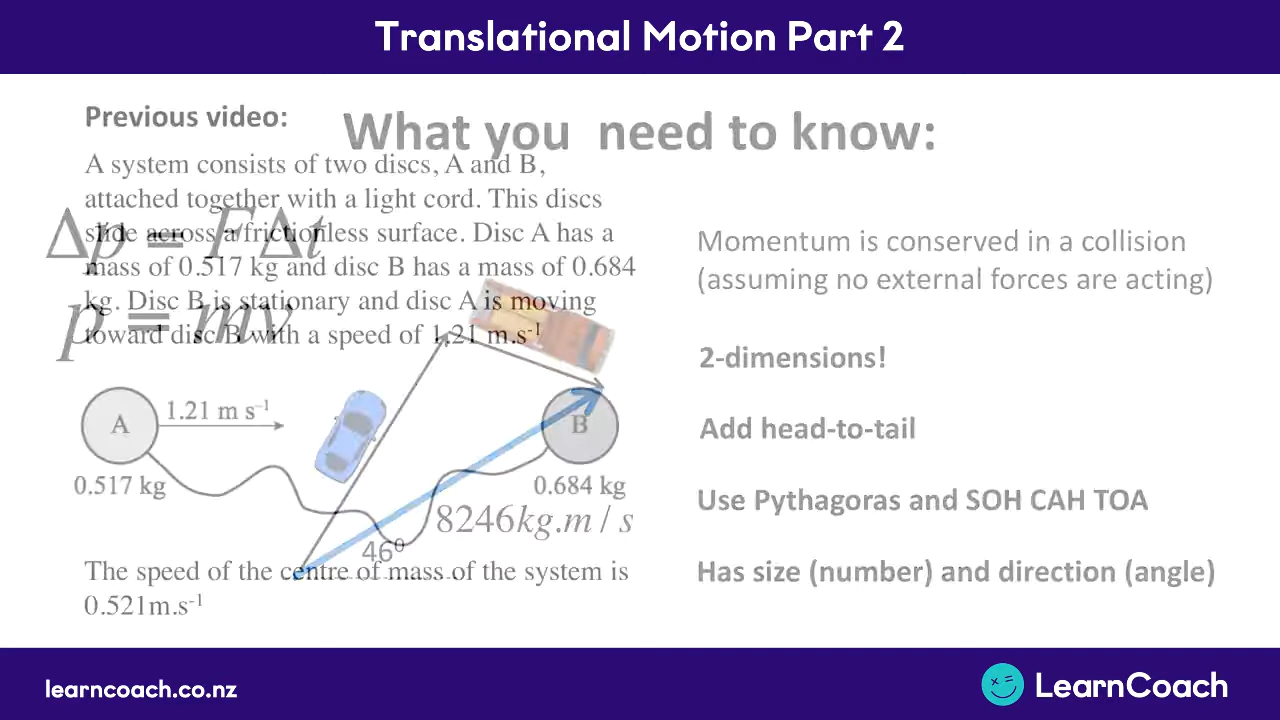 Translational Motion Part 2
Previous video:
What you need to know:
A system consists of two discs, A and B,
attached together with a light cord. This discs
slide across a frictionless surface. Disc A has a
mass of 0.517 kg and disc B has a mass of 0.684
kg. Disc B is stationary and disc A is moving
toward disc B with a speed of 1.21 m.s⁻¹
Δp = FΔt
p = mv
A
1.21 m s⁻¹
0.517 kg
B
0.684 kg
8246kg.m / s
46⁰
The speed of the centre of mass of the system is
0.521m.s⁻¹
Momentum is conserved in a collision
(assuming no external forces are acting)
2-dimensions!
Add head-to-tail
Use Pythagoras and SOH CAH TOA
Has size (number) and direction (angle)
learncoach.co.nz
LearnCoach